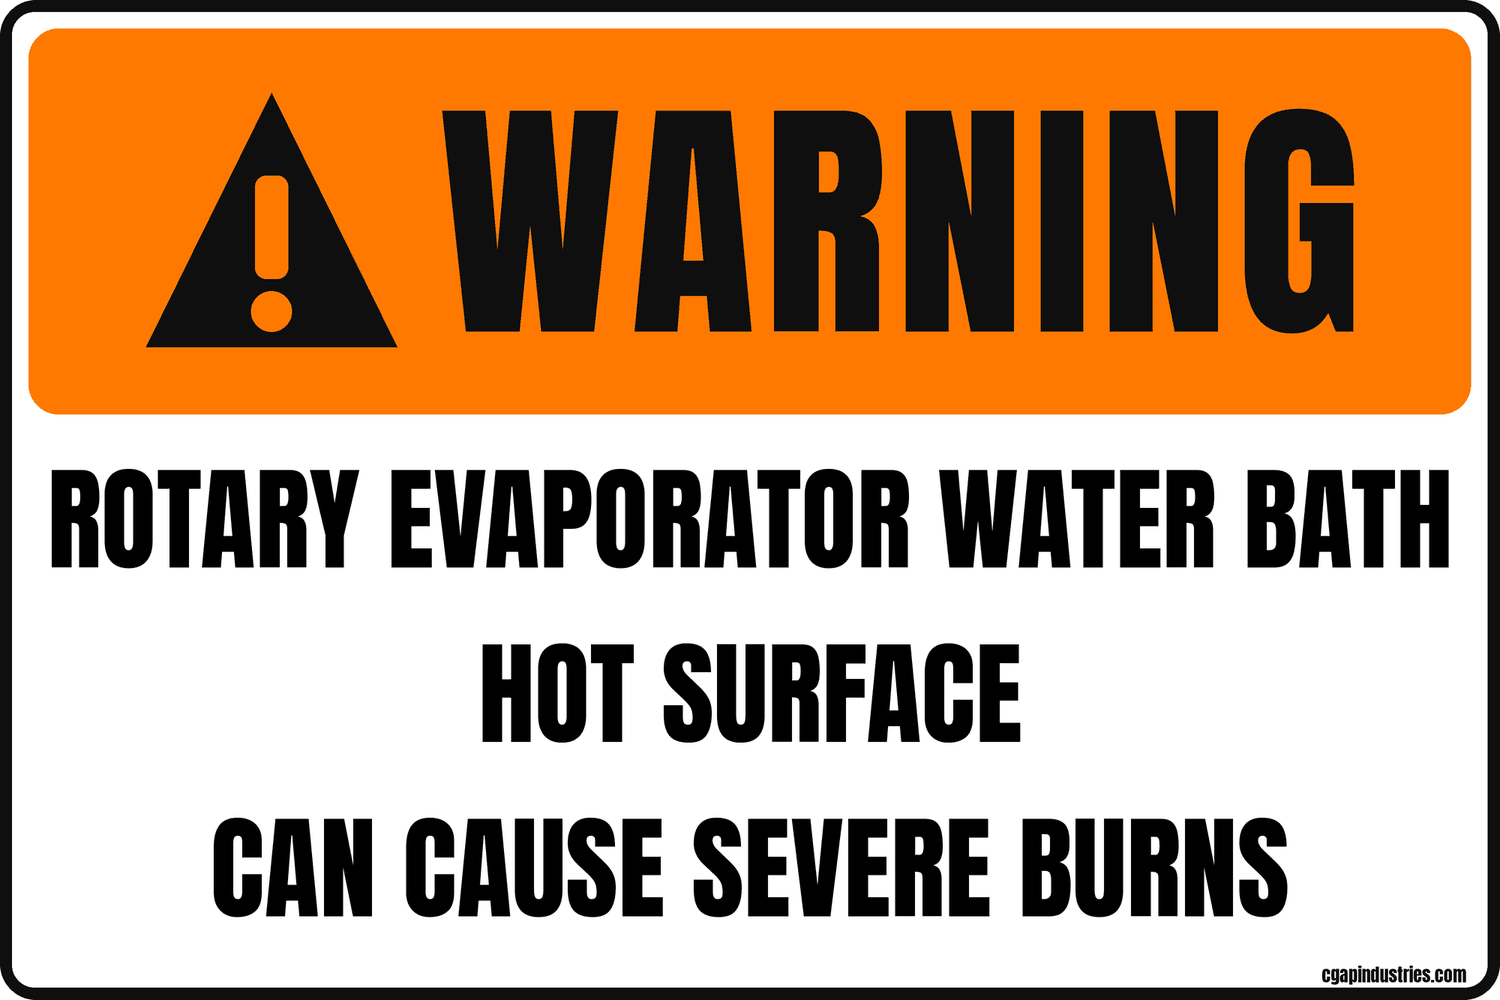 WARNING
ROTARY EVAPORATOR WATER BATH
HOT SURFACE
CAN CAUSE SEVERE BURNS
cgapindustries.com